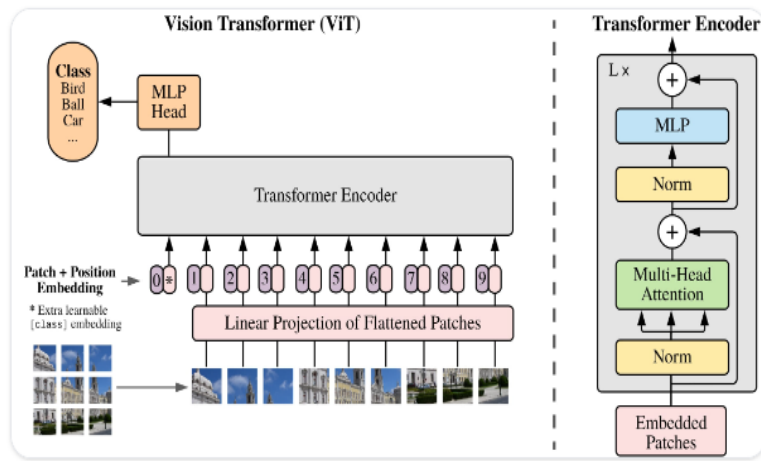 Vision Transformer (ViT)
Class
Bird
Ball
Car
...
MLP
Head
Transformer Encoder
Patch + Position
Embedding
0 * 1 2 3 4 5 6 7 8 9
* Extra learnable
[class] embedding
Linear Projection of Flattened Patches
Transformer Encoder
L x
+
MLP
Norm
+
Multi-Head
Attention
Norm
Embedded
Patches